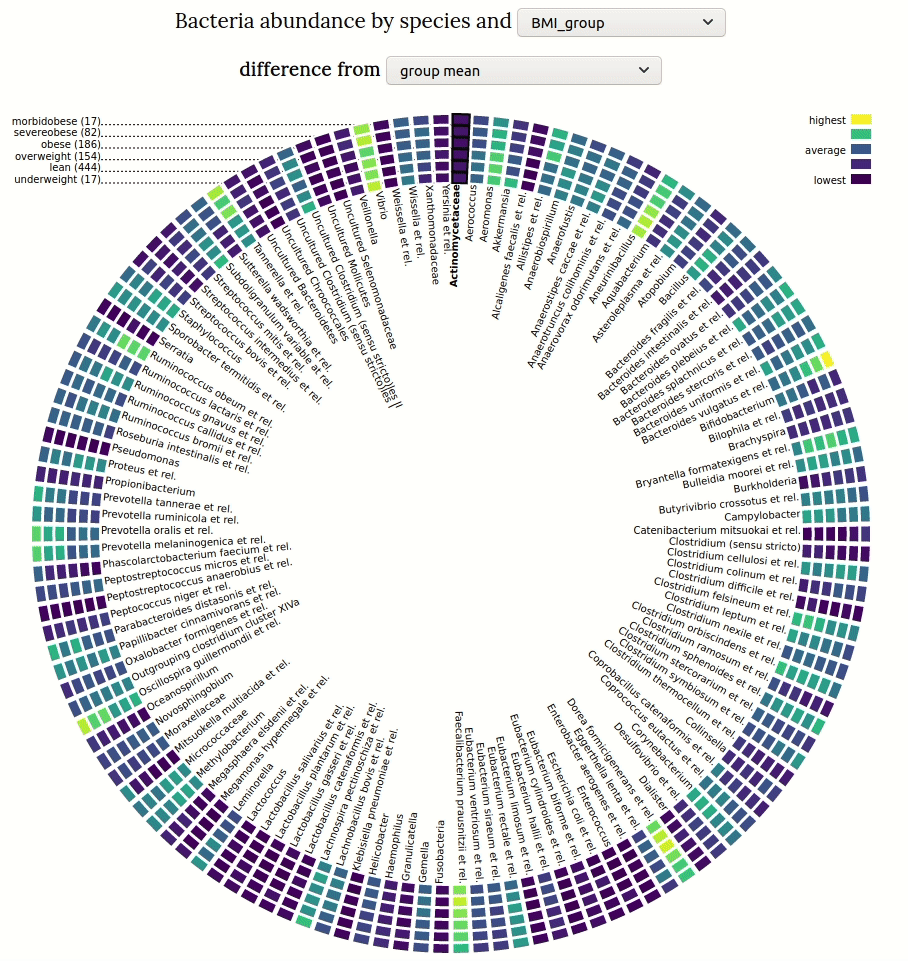 Bacteria abundance by species and BMI_group
difference from group mean
morbidobese (17)
severeobese (82)
obese (186)
overweight (154)
lean (444)
underweight (17)
highest
average
lowest
Actinomycetaceae
Aerococcus
Aeromonas
Akkermansia
Alcaligenes faecalis et rel.
Allistipes et rel.
Anaerobiospirillum
Anaerofustis
Anaerostipes caccae et rel.
Anaerotruncus colihominis et rel.
Anaerovorax odorimutans et rel.
Aneurinibacillus
Aquabacterium
Asteroleplasma et rel.
Atopobium
Bacillus
Bacteroides fragilis et rel.
Bacteroides intestinalis et rel.
Bacteroides ovatus et rel.
Bacteroides plebeius et rel.
Bacteroides splachnicus et rel.
Bacteroides stercoris et rel.
Bacteroides uniformis et rel.
Bacteroides vulgatus et rel.
Bifidobacterium
Bilophila et rel.
Brachyspira
Bryantella formatexigens et rel.
Bulleidia moorei et rel.
Burkholderia
Butyrivibrio crossotus et rel.
Campylobacter
Catenibacterium mitsuokai et rel.
Clostridium (sensu stricto)
Clostridium cellulosi et rel.
Clostridium colinum et rel.
Clostridium difficile et rel.
Clostridium felsineum et rel.
Clostridium leptum et rel.
Clostridium nexile et rel.
Clostridium orbiscindens et rel.
Clostridium ramosum et rel.
Clostridium sphenoides et rel.
Clostridium stercorarium et rel.
Clostridium symbiosum et rel.
Clostridium thermocellum et rel.
Collinsella
Coprobacillus catenaformis et rel.
Coprococcus eutactus et rel.
Corynebacterium
Desulfovibrio et rel.
Dialister
Dorea formicigenerans et rel.
Eggerthella lenta et rel.
Enterobacter aerogenes et rel.
Enterococcus
Escherichia coli et rel.
Eubacterium biforme et rel.
Eubacterium cylindroides et rel.
Eubacterium hallii et rel.
Eubacterium limosum et rel.
Eubacterium rectale et rel.
Eubacterium siraeum et rel.
Eubacterium ventriosum et rel.
Faecalibacterium prausnitzii et rel.
Fusobacteria
Gemella
Granulicatella
Haemophilus
Helicobacter
Klebisiella pneumoniae et rel.
Lachnobacillus bovis et rel.
Lachnospira pectinoschiza et rel.
Lactobacillus catenaformis et rel.
Lactobacillus gasseri et rel.
Lactobacillus plantarum et rel.
Lactobacillus salivarius et rel.
Lactococcus
Leminorella
Megamonas hypermegale et rel.
Megasphaera elsdenii et rel.
Methylobacterium
Micrococcaceae
Mitsuokella multiacida et rel.
Moraxellaceae
Novosphingobium
Oceanospirillum
Oscillospira guillermondii et rel.
Outgrouping clostridium cluster XIVa
Oxalobacter formigenes et rel.
Papillibacter cinnamivorans et rel.
Parabacteroides distasonis et rel.
Peptococcus niger et rel.
Peptostreptococcus anaerobius et rel.
Peptostreptococcus micros et rel.
Phascolarctobacterium faecium et rel.
Prevotella melaninogenica et rel.
Prevotella oralis et rel.
Prevotella ruminicola et rel.
Prevotella tannerae et rel.
Propionibacterium
Proteus et rel.
Pseudomonas
Roseburia intestinalis et rel.
Ruminococcus bromii et rel.
Ruminococcus callidus et rel.
Ruminococcus gnavus et rel.
Ruminococcus lactaris et rel.
Ruminococcus obeum et rel.
Serratia
Sporobacter termitidis et rel.
Staphylococcus
Streptococcus bovis et rel.
Streptococcus intermedius et rel.
Streptococcus mitis et rel.
Subdoligranulum variable at rel.
Sutterella wadsworthia et rel.
Tannerella et rel.
Uncultured Bacteroidetes
Uncultured Chroococcales
Uncultured Clostridium (sensu stricto)les I
Uncultured Clostridium (sensu stricto)les II
Uncultured Mollicutes
Uncultured Selenomonadaceae
Veillonella
Vibrio
Weissella et rel.
Wissella et rel.
Xanthomonadaceae
Yersinia et rel.